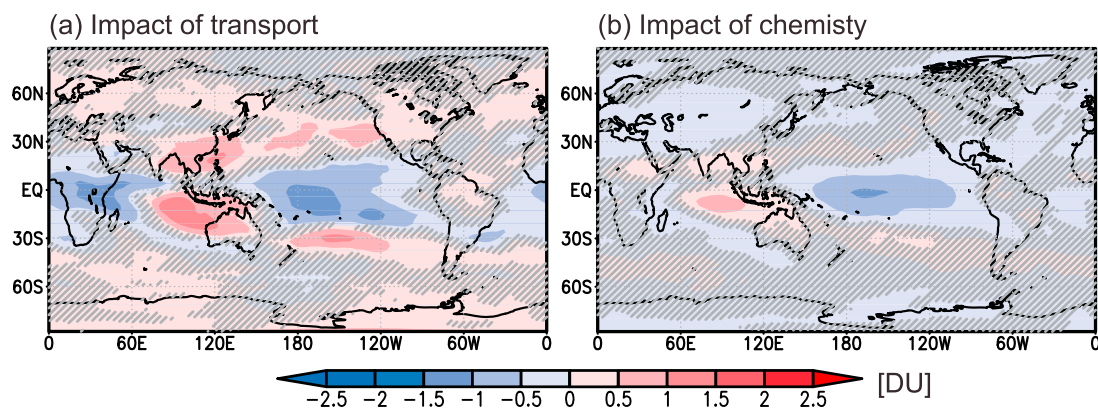 (a) Impact of transport
(b) Impact of chemisty
60N
30N
EQ
30S
60S
0 60E 120E 180 120W 60W 0
60N
30N
EQ
30S
60S
0 60E 120E 180 120W 60W 0
-2.5 -2 -1.5 -1 -0.5 0 0.5 1 1.5 2 2.5
[DU]